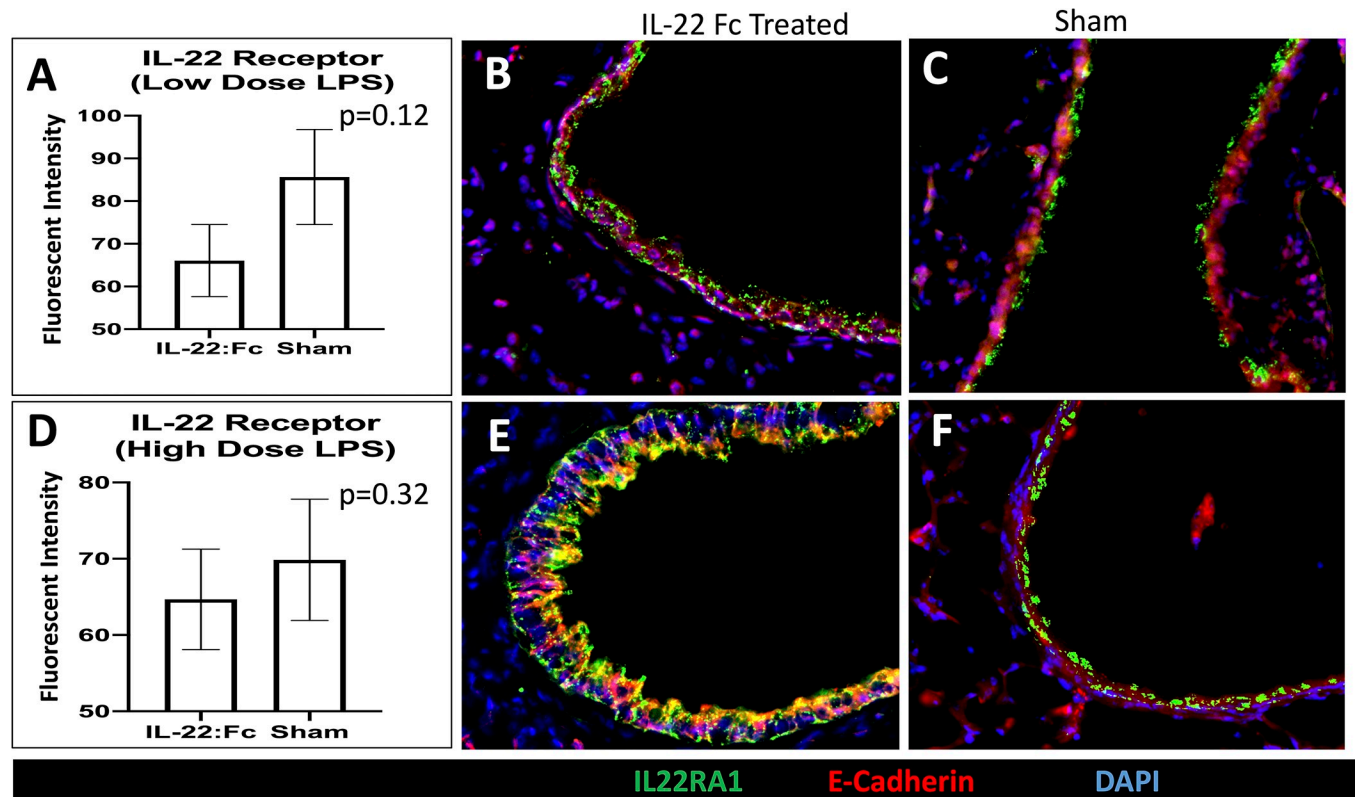 IL-22 Fc Treated
Sham
A
IL-22 Receptor
(Low Dose LPS)
p=0.12
Fluorescent Intensity
100
90
80
70
60
50
IL-22:Fc Sham
B
C
D
IL-22 Receptor
(High Dose LPS)
p=0.32
Fluorescent Intensity
80
70
60
50
IL-22:Fc Sham
E
F
IL22RA1 E-Cadherin DAPI